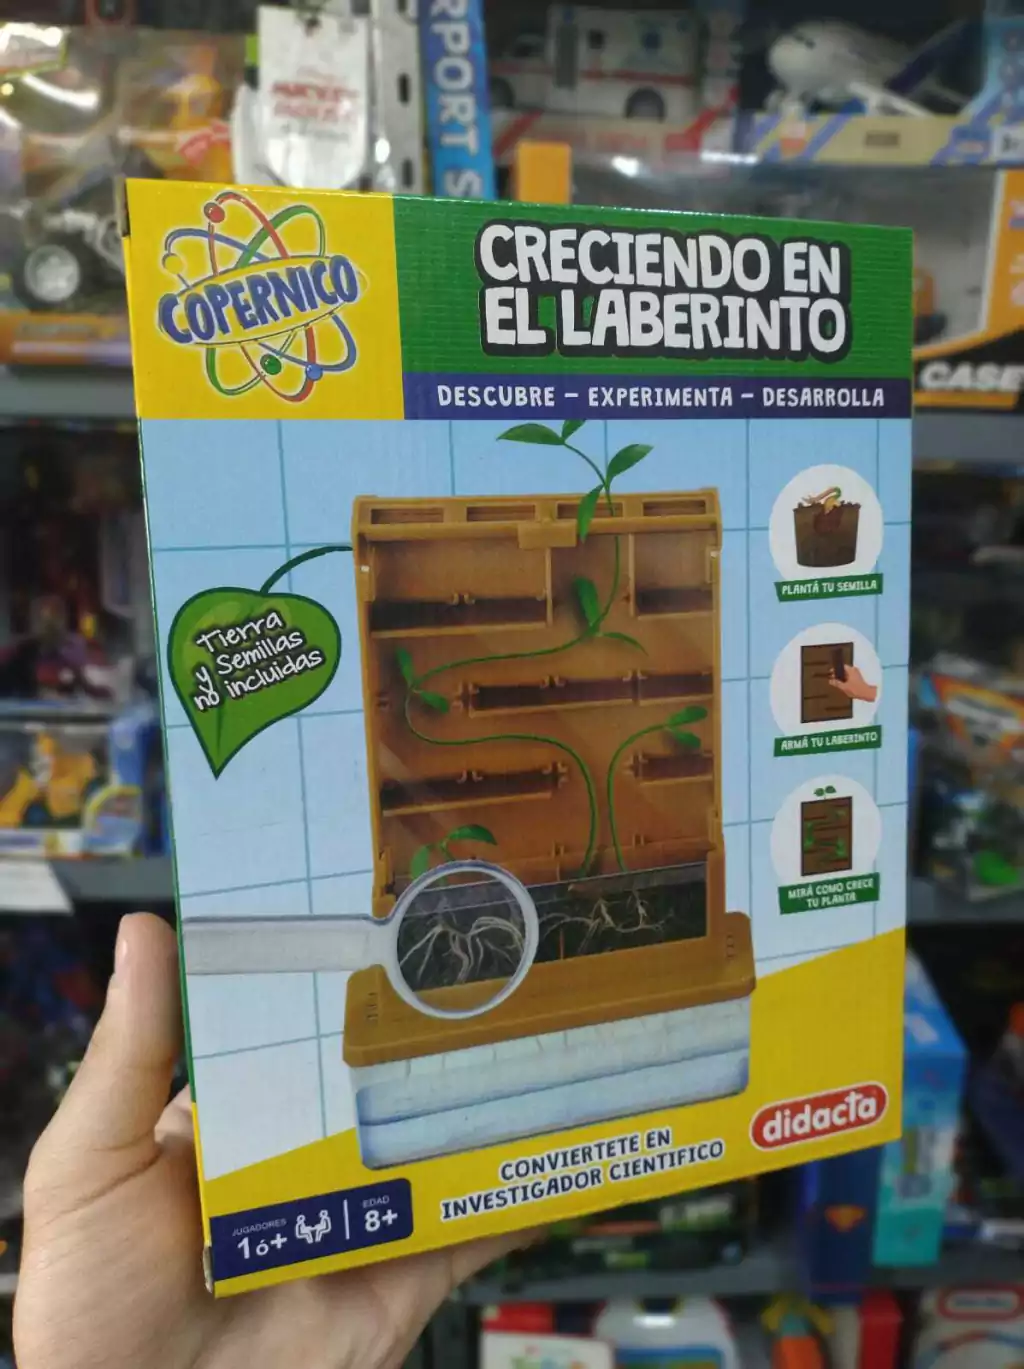 RPORT S
COPERNICO
CRECIENDO EN
EL LABERINTO
DESCUBRE – EXPERIMENTA – DESARROLLA
CASE
Tierra
y Semillas
no incluidas
PLANTÁ TU SEMILLA
ARMÁ TU LABERINTO
MIRÁ COMO CRECE
TU PLANTA
didacta
CONVIERTETE EN
INVESTIGADOR CIENTIFICO
JUGADORES
1 ó+
EDAD
8+